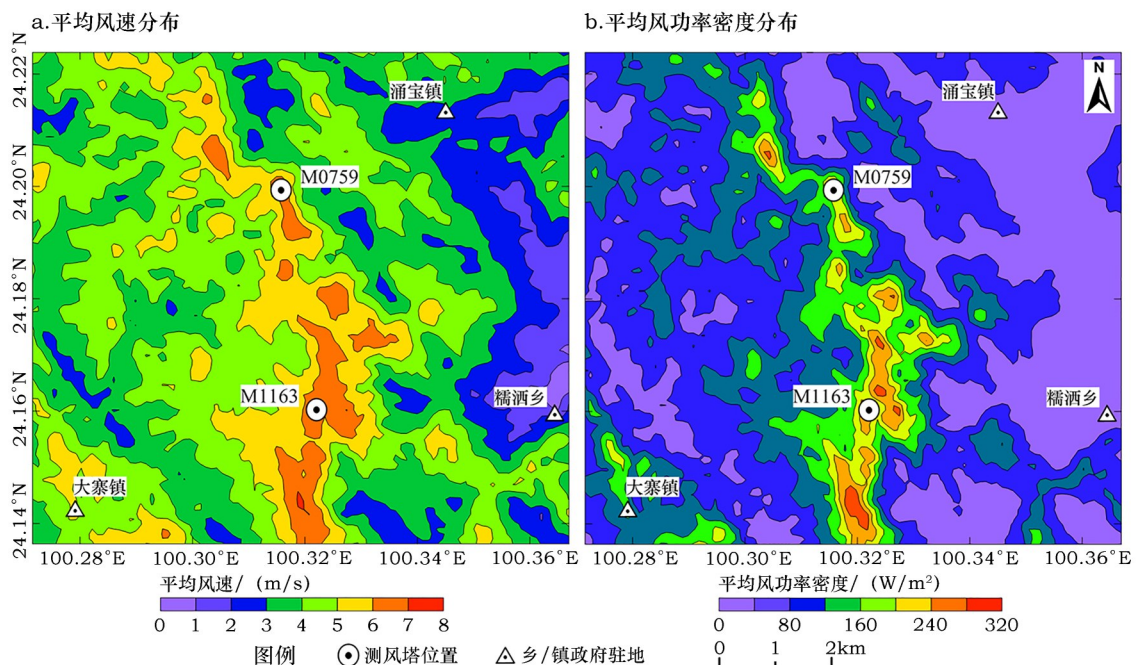 a.平均风速分布
b.平均风功率密度分布
N
24.22°N
24.20°N
24.18°N
24.16°N
24.14°N
涌宝镇
M0759
M1163
糯洒乡
大寨镇
涌宝镇
M0759
M1163
糯洒乡
大寨镇
100.28°E 100.30°E 100.32°E 100.34°E 100.36°E
100.28°E 100.30°E 100.32°E 100.34°E 100.36°E
平均风速/（m/s）
0 1 2 3 4 5 6 7 8
平均风功率密度/（W/m²）
0 80 160 240 320
0 1 2km
图例 测风塔位置 乡/镇政府驻地